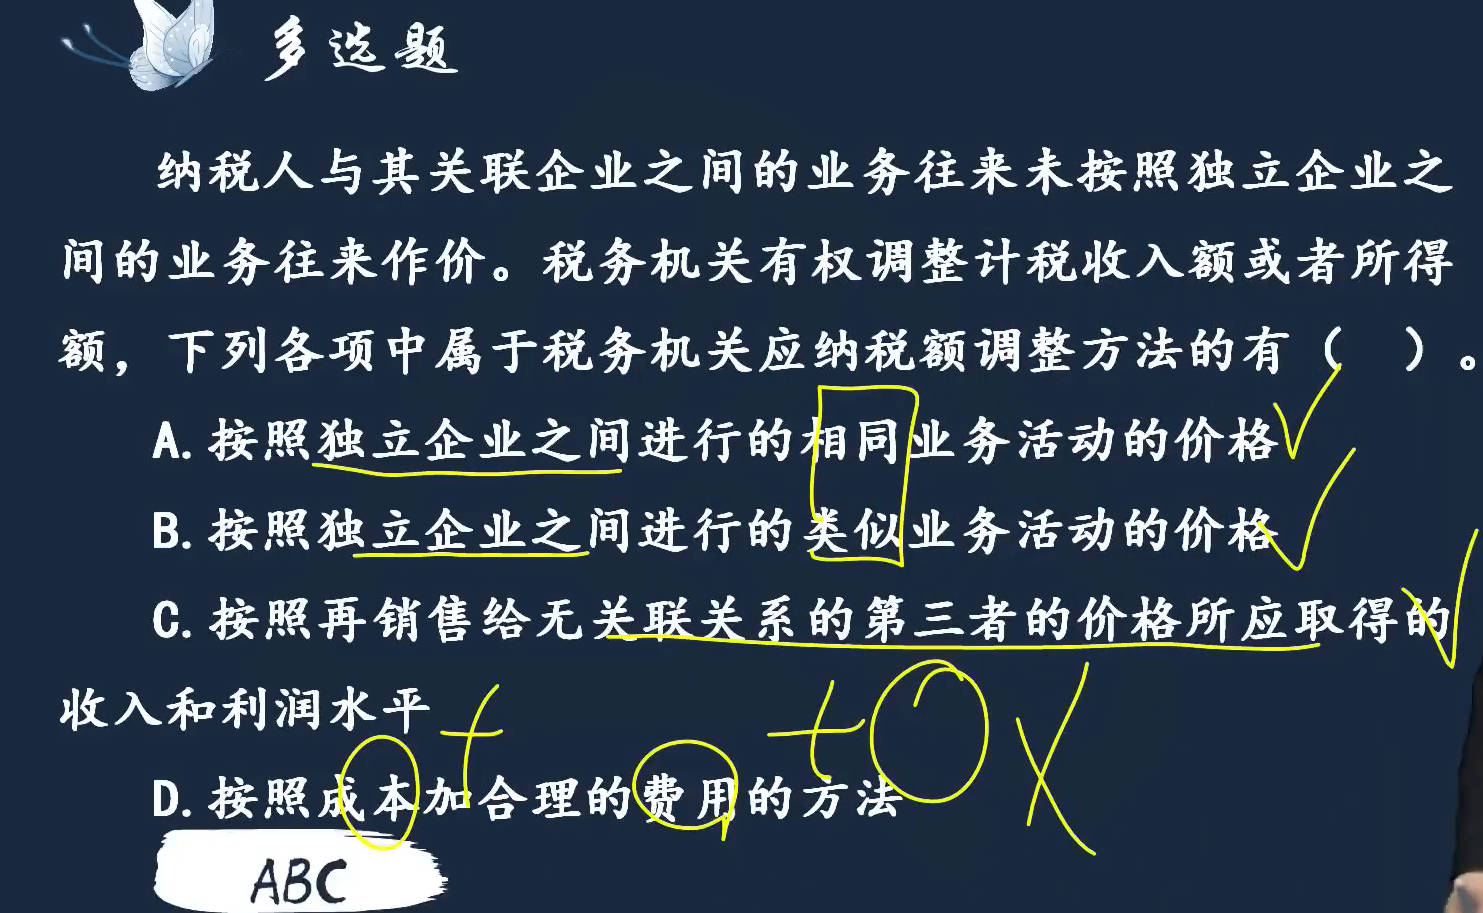 多选题
纳税人与其关联企业之间的业务往来未按照独立企业之
间的业务往来作价。税务机关有权调整计税收入额或者所得
额，下列各项中属于税务机关应纳税额调整方法的有（ ）。
A.按照独立企业之间进行的相同业务活动的价格
B.按照独立企业之间进行的类似业务活动的价格
C.按照再销售给无关联关系的第三者的价格所应取得的
收入和利润水平
D.按照成本加合理的费用的方法
ABC